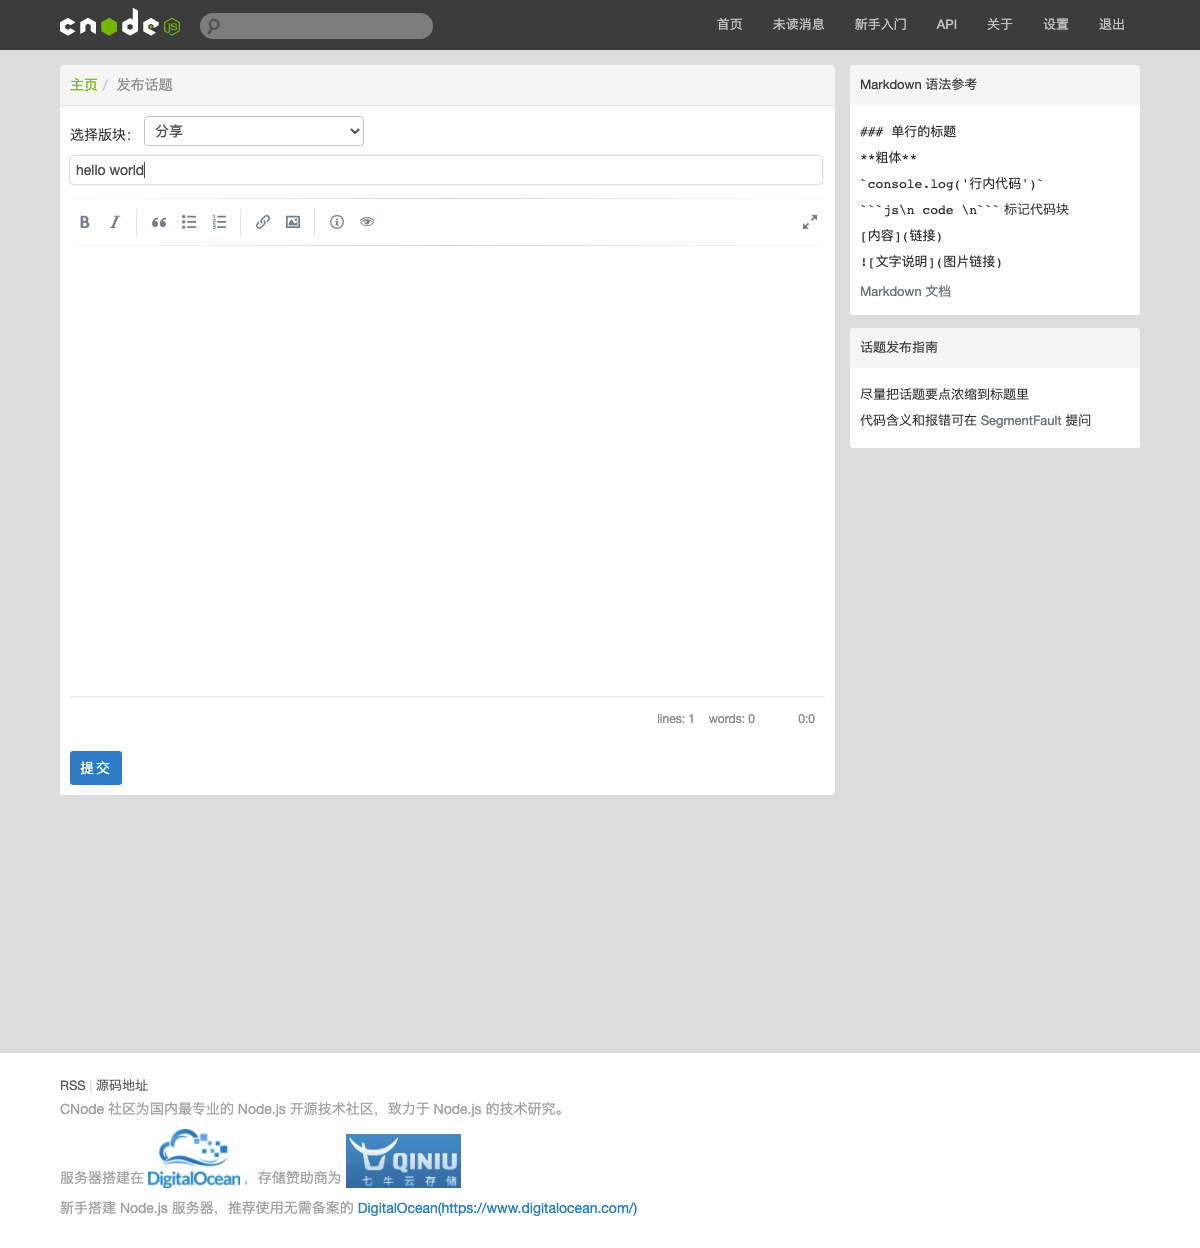 cnode JS
首页 未读消息 新手入门 API 关于 设置 退出
主页 / 发布话题
选择版块： 分享
hello world
B I
lines: 1 words: 0 0:0
提交
Markdown 语法参考
### 单行的标题
**粗体**
`console.log('行内代码')`
```js\n code \n``` 标记代码块
[内容](链接)
![文字说明](图片链接)
Markdown 文档
话题发布指南
尽量把话题要点浓缩到标题里
代码含义和报错可在 SegmentFault 提问
RSS | 源码地址
CNode 社区为国内最专业的 Node.js 开源技术社区，致力于 Node.js 的技术研究。
服务器搭建在 DigitalOcean ，存储赞助商为 QINIU 七牛云存储
新手搭建 Node.js 服务器，推荐使用无需备案的 DigitalOcean(https://www.digitalocean.com/)